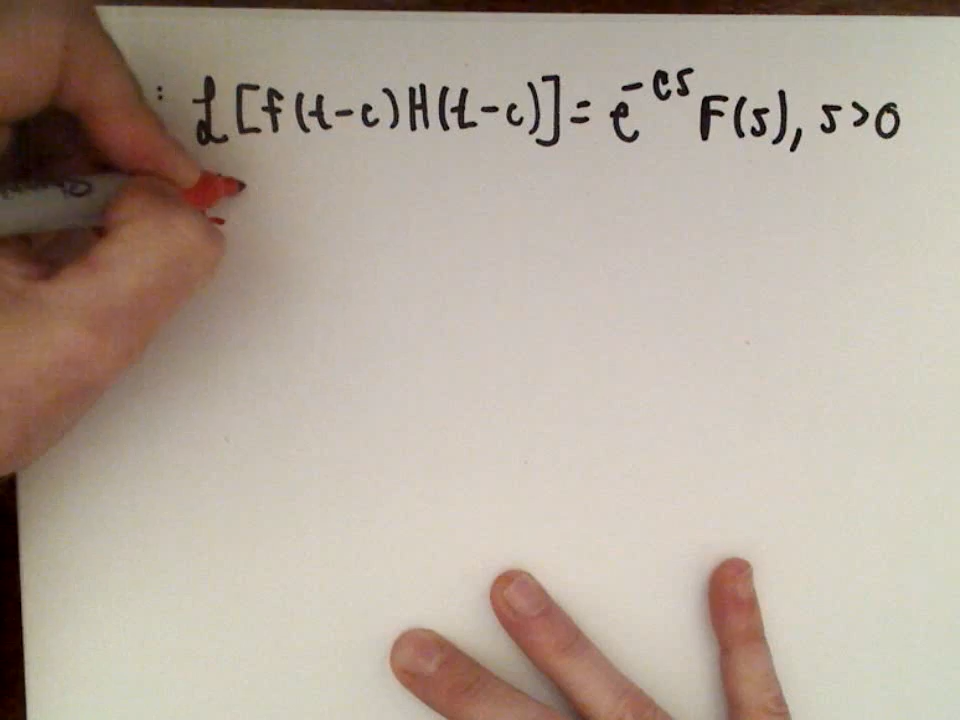 : ℒ[f(t-c)H(t-c)] = e^{-cs} F(s), s>0